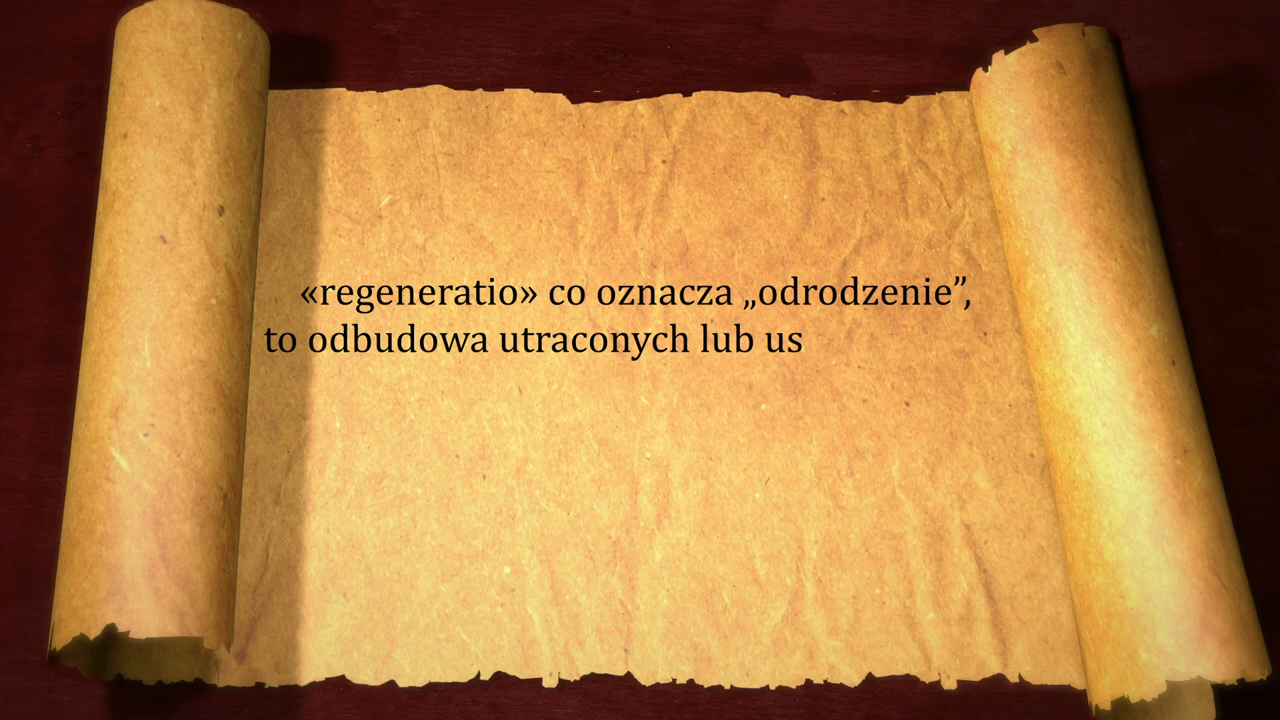 «regeneratio» co oznacza „odrodzenie”,
to odbudowa utraconych lub us